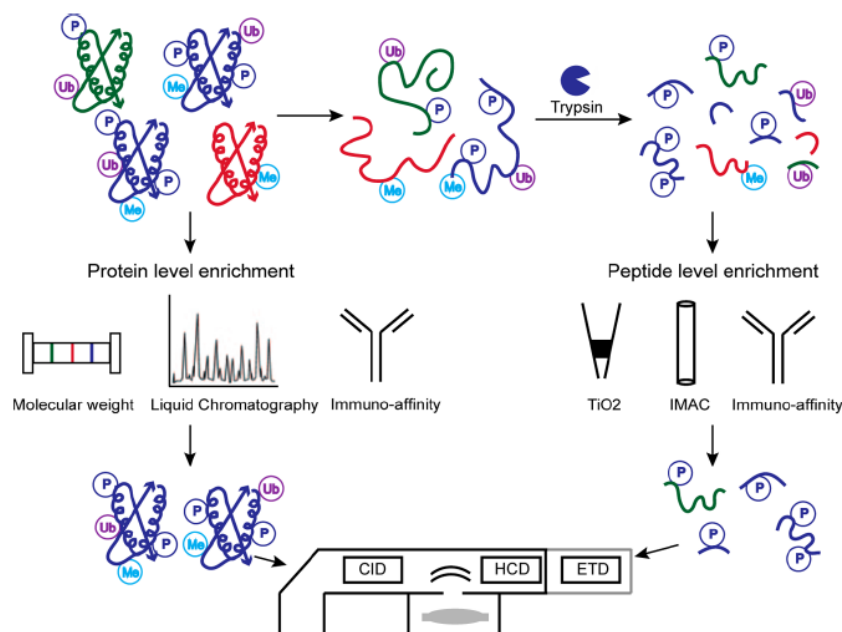 P
Ub
P
P
Ub
P
Me
P
Ub
P
Me
Me
Ub
P
P
P
Me
Me
Ub
Trypsin
P
P
Ub
P
P
P
Me
Ub
Protein level enrichment
Peptide level enrichment
Molecular weight
Liquid Chromatography
Immuno-affinity
TiO2
IMAC
Immuno-affinity
P
Ub
P
Me
Ub
P
P
Me
P
P
P
P
P
CID
HCD
ETD